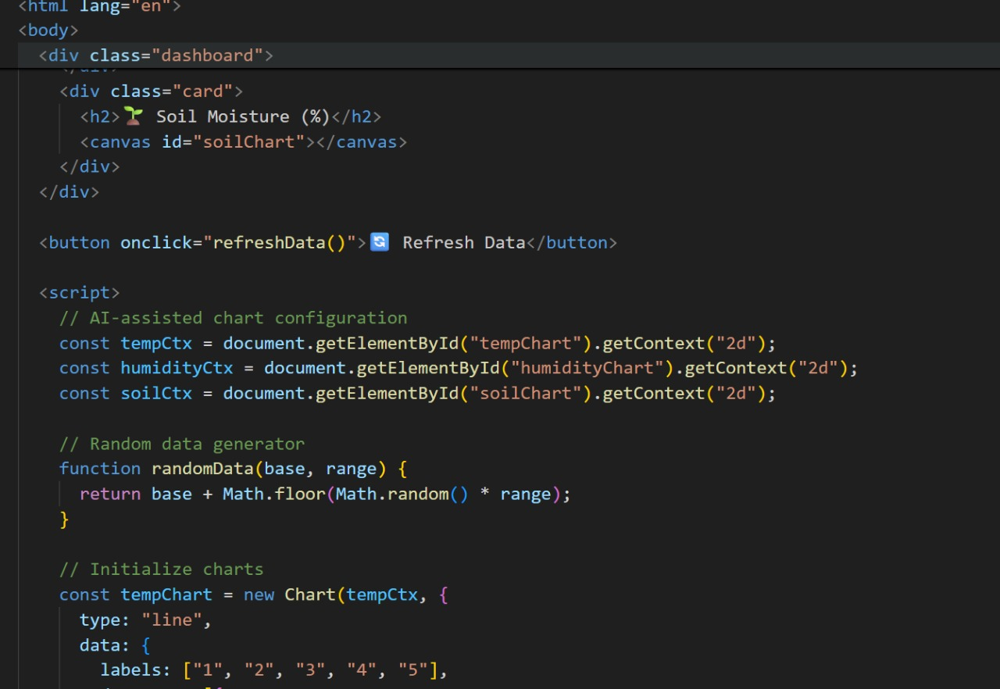 <html lang="en">
<body>
<div class="dashboard">
</div>
<div class="card">
<h2>🌱 Soil Moisture (%)</h2>
<canvas id="soilChart"></canvas>
</div>
</div>
<button onclick="refreshData()">🔄 Refresh Data</button>
<script>
// AI-assisted chart configuration
const tempCtx = document.getElementById("tempChart").getContext("2d");
const humidityCtx = document.getElementById("humidityChart").getContext("2d");
const soilCtx = document.getElementById("soilChart").getContext("2d");
// Random data generator
function randomData(base, range) {
return base + Math.floor(Math.random() * range);
}
// Initialize charts
const tempChart = new Chart(tempCtx, {
type: "line",
data: {
labels: ["1", "2", "3", "4", "5"],